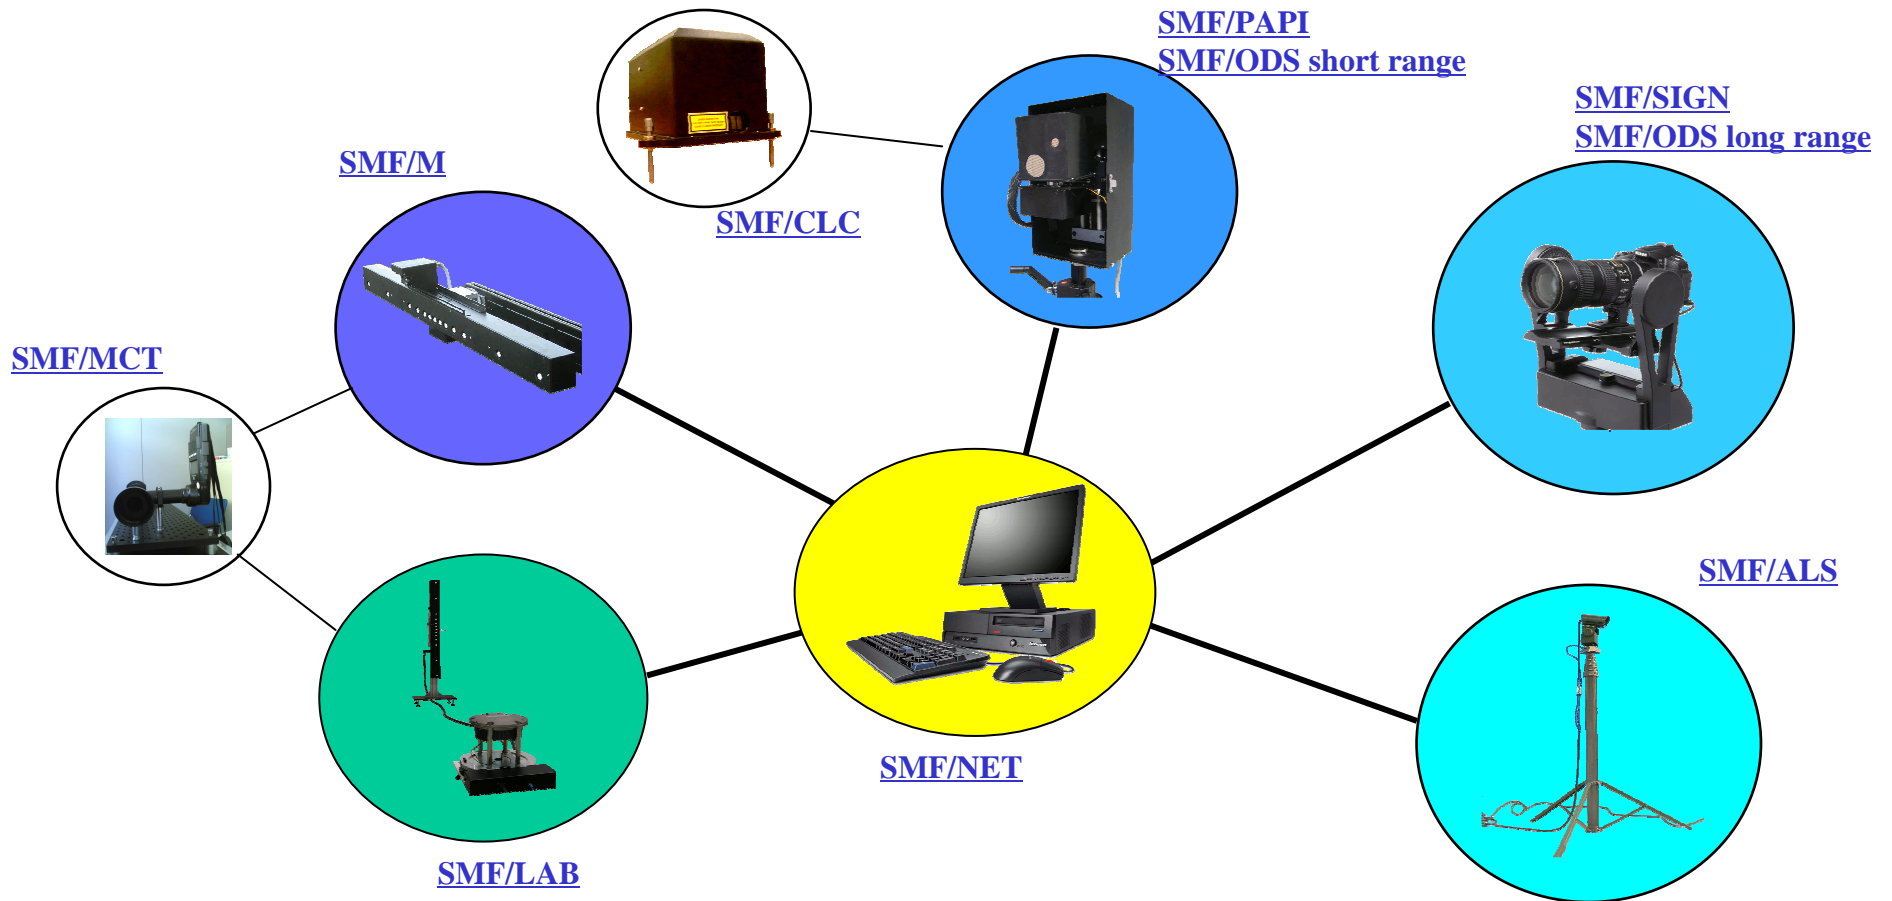 SMF/PAPI
SMF/ODS short range
SMF/SIGN
SMF/ODS long range
SMF/M
SMF/CLC
SMF/MCT
SMF/ALS
SMF/NET
SMF/LAB